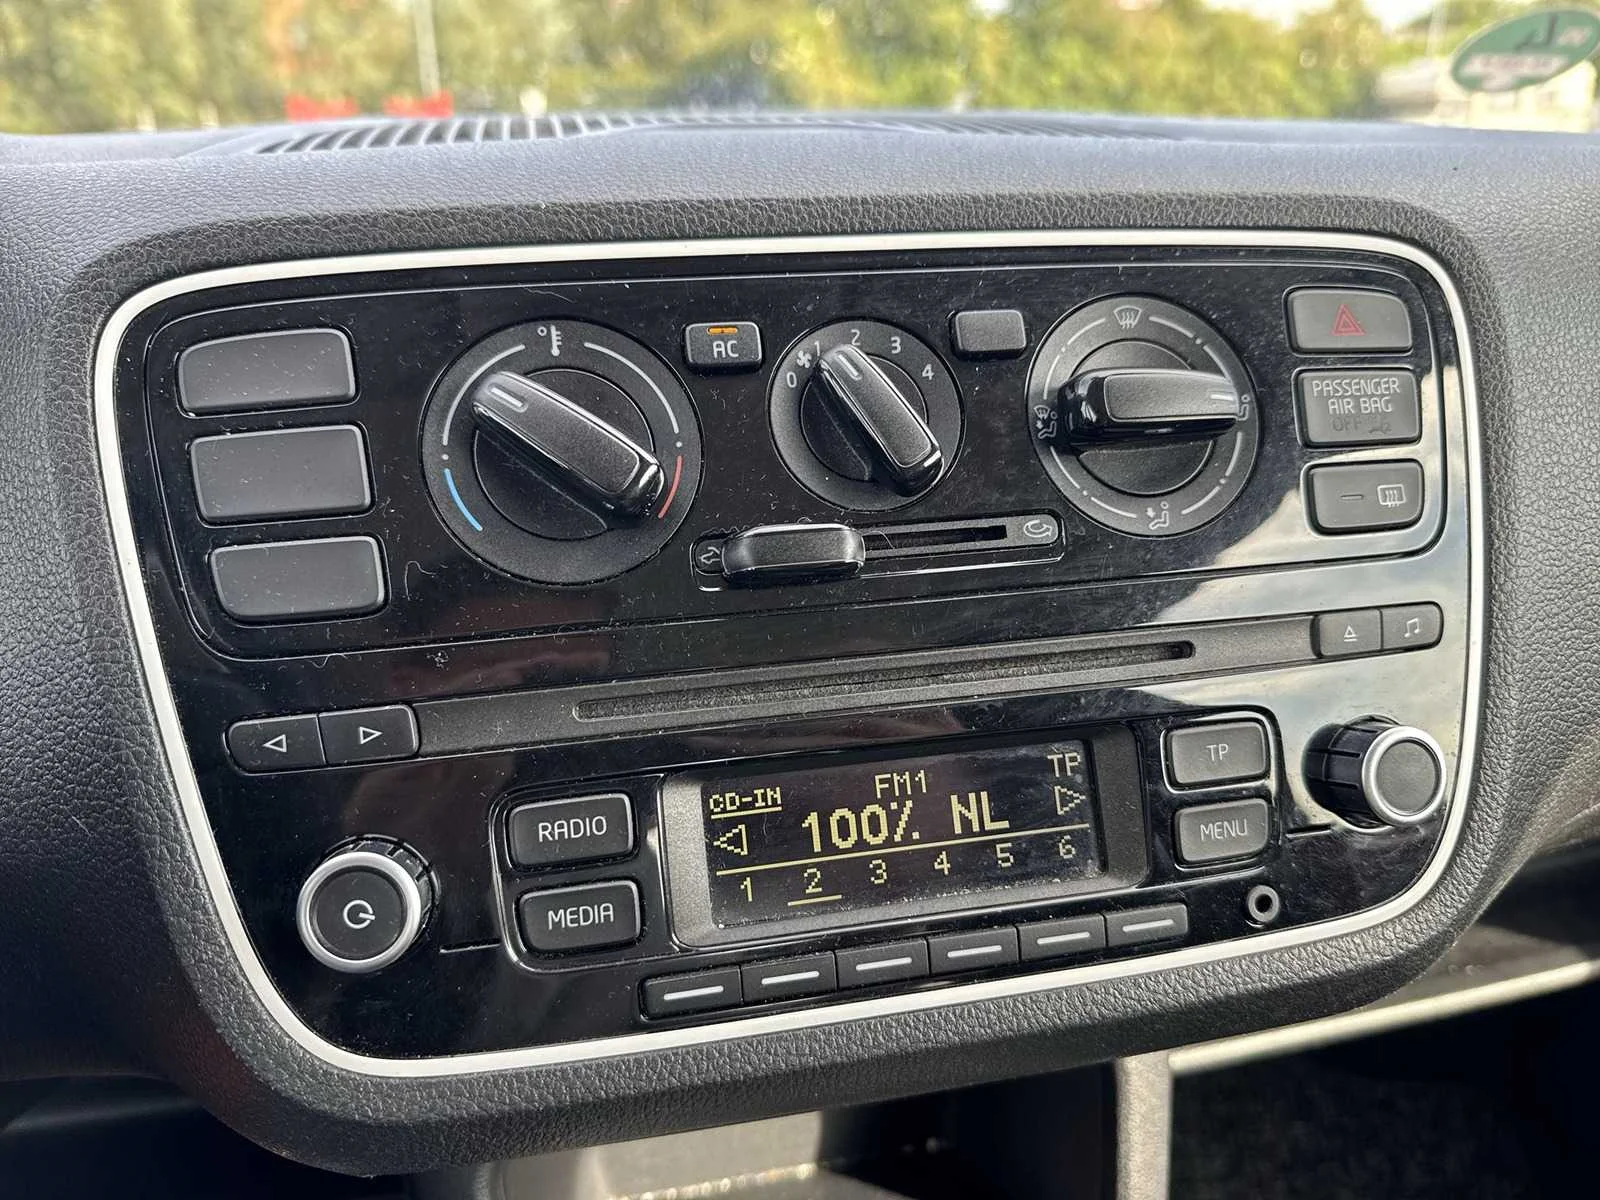 AC
0 1 2 3 4
PASSENGER
AIR BAG
OFF
TP
RADIO
MEDIA
MENU
CD-IN
FM1
TP
100% NL
1 2 3 4 5 6